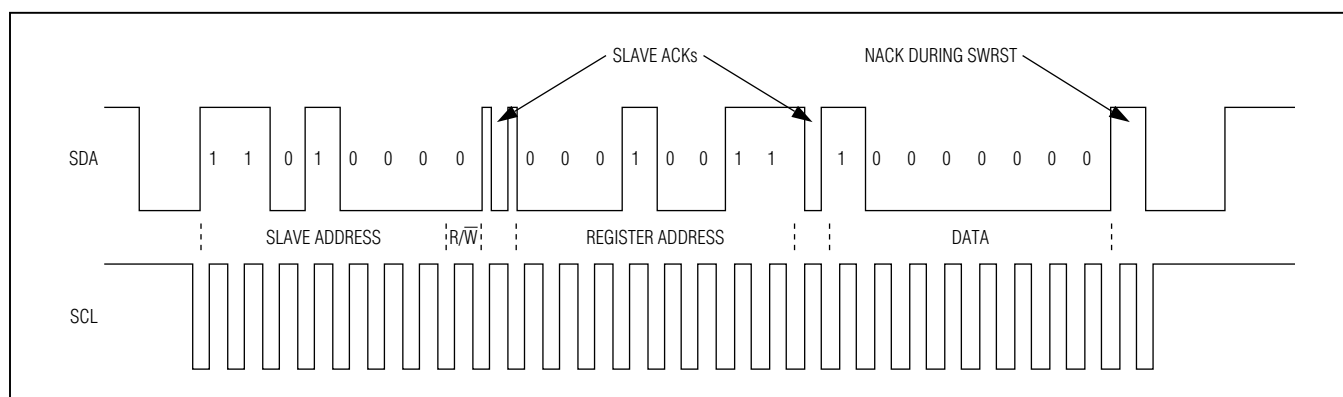 SLAVE ACKs NACK DURING SWRST
SDA 1 1 0 1 0 0 0 0 0 0 0 1 0 0 1 1 1 0 0 0 0 0 0 0
SLAVE ADDRESS R/W̅ REGISTER ADDRESS DATA
SCL